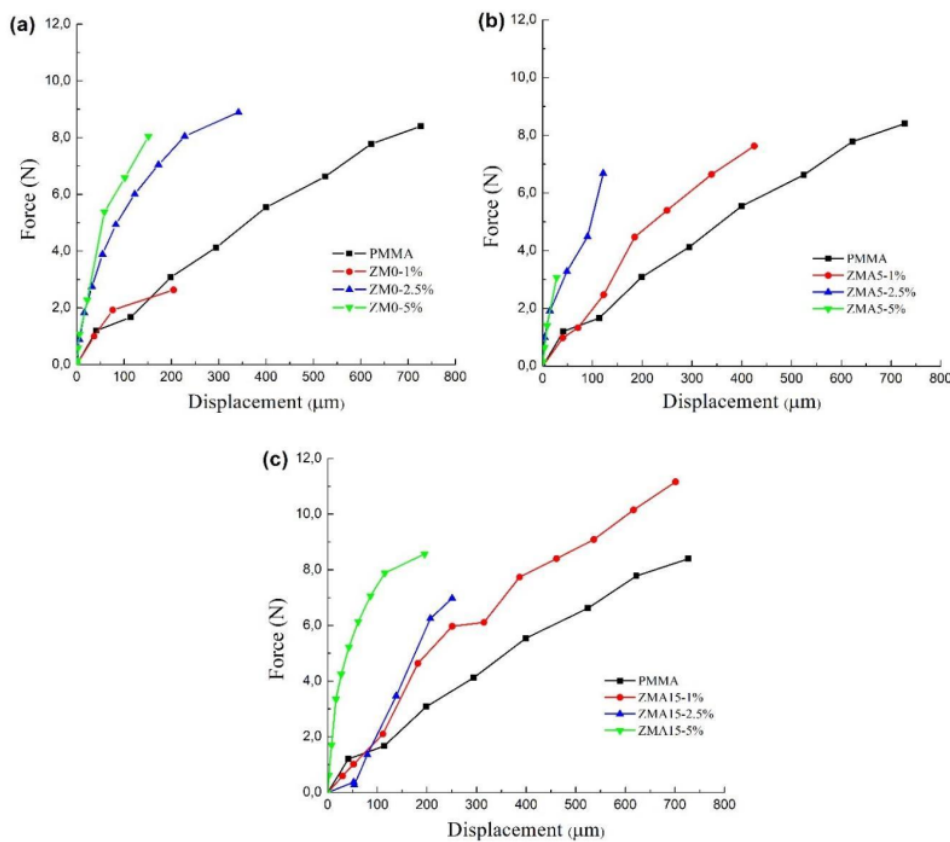 (a)
12,0
10,0
8,0
6,0
4,0
2,0
0,0
Force (N)
PMMA
ZM0-1%
ZM0-2.5%
ZM0-5%
0 100 200 300 400 500 600 700 800
Displacement (μm)
(b)
12,0
10,0
8,0
6,0
4,0
2,0
0,0
Force (N)
PMMA
ZMA5-1%
ZMA5-2.5%
ZMA5-5%
0 100 200 300 400 500 600 700 800
Displacement (μm)
(c)
12,0
10,0
8,0
6,0
4,0
2,0
0,0
Force (N)
PMMA
ZMA15-1%
ZMA15-2.5%
ZMA15-5%
0 100 200 300 400 500 600 700 800
Displacement (μm)